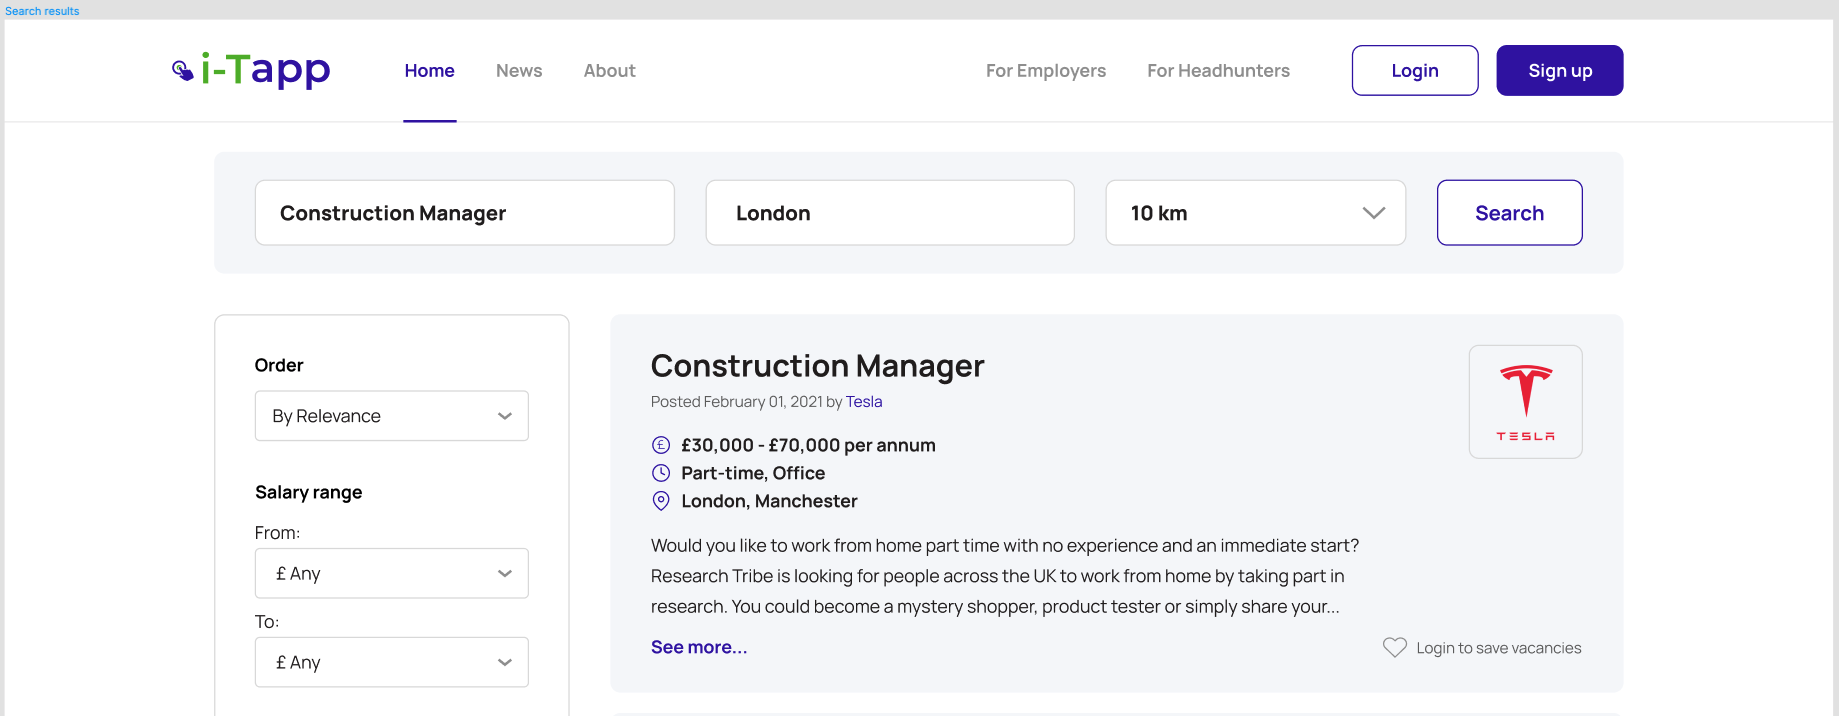 Search results
i-Tapp
Home News About For Employers For Headhunters Login Sign up
Construction Manager London 10 km Search
Order
By Relevance
Salary range
From:
£ Any
To:
£ Any
Construction Manager
Posted February 01, 2021 by Tesla
£30,000 - £70,000 per annum
Part-time, Office
London, Manchester
Would you like to work from home part time with no experience and an immediate start?
Research Tribe is looking for people across the UK to work from home by taking part in
research. You could become a mystery shopper, product tester or simply share your...
See more...
Login to save vacancies
TESLA